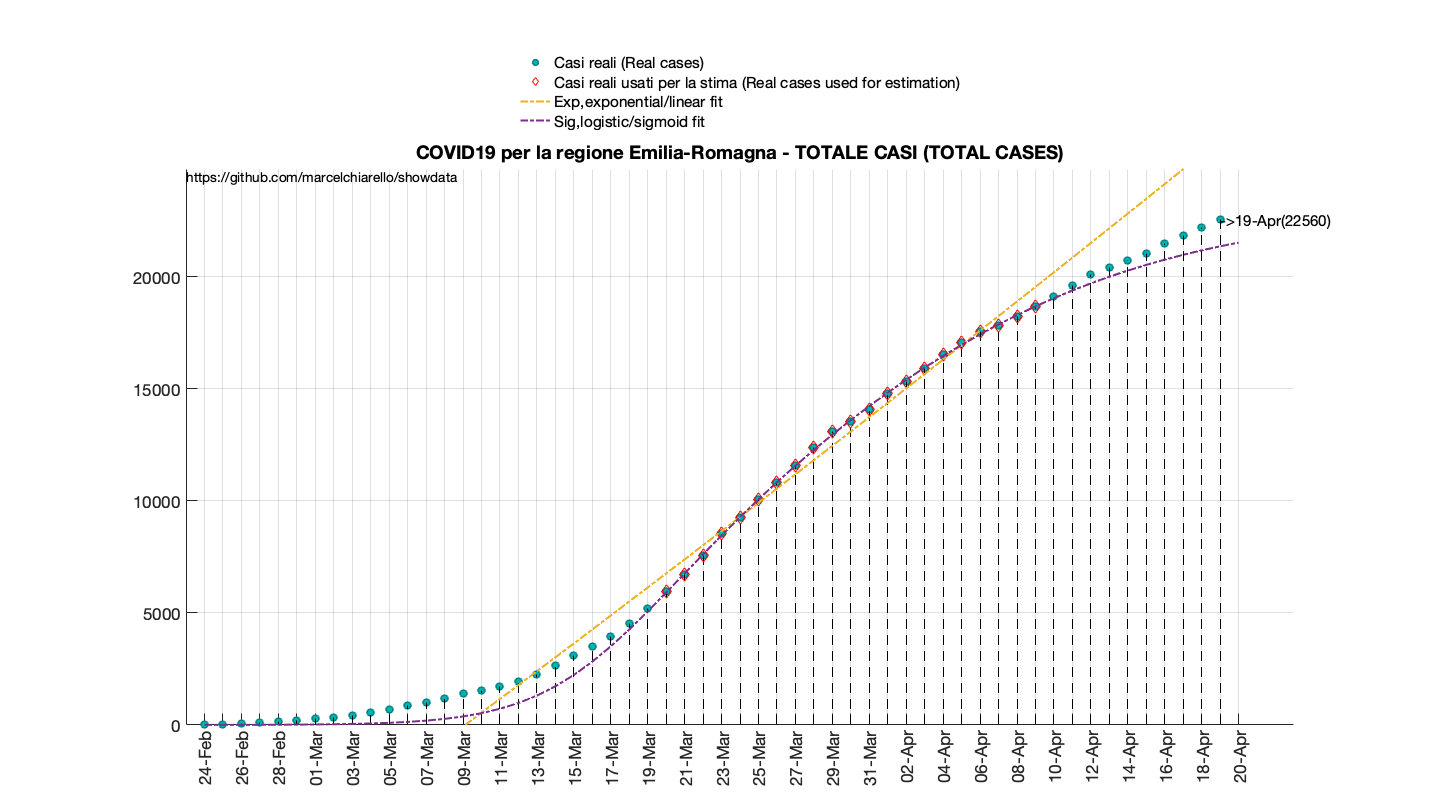 Casi reali (Real cases)
Casi reali usati per la stima (Real cases used for estimation)
Exp,exponential/linear fit
Sig,logistic/sigmoid fit
COVID19 per la regione Emilia-Romagna - TOTALE CASI (TOTAL CASES)
https://github.com/marcelchiarello/showdata
>19-Apr(22560)
20000
15000
10000
5000
0
24-Feb
26-Feb
28-Feb
01-Mar
03-Mar
05-Mar
07-Mar
09-Mar
11-Mar
13-Mar
15-Mar
17-Mar
19-Mar
21-Mar
23-Mar
25-Mar
27-Mar
29-Mar
31-Mar
02-Apr
04-Apr
06-Apr
08-Apr
10-Apr
12-Apr
14-Apr
16-Apr
18-Apr
20-Apr